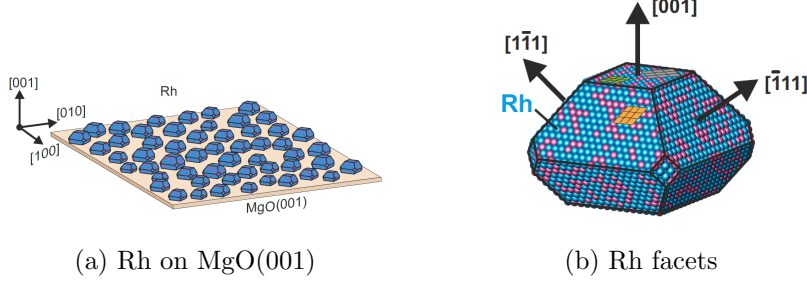 [001]
[010]
[100]
Rh
MgO(001)
(a) Rh on MgO(001)
[001]
[11̄1]
[1̄11]
Rh
(b) Rh facets